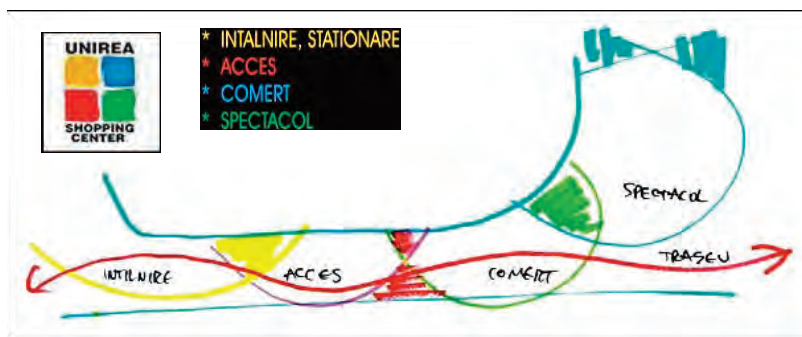 UNIREA
SHOPPING
CENTER
* INTALNIRE, STATIONARE
* ACCES
* COMERT
* SPECTACOL
SPECTACOL
INTILNIRE
ACCES
COMERT
TRASEU